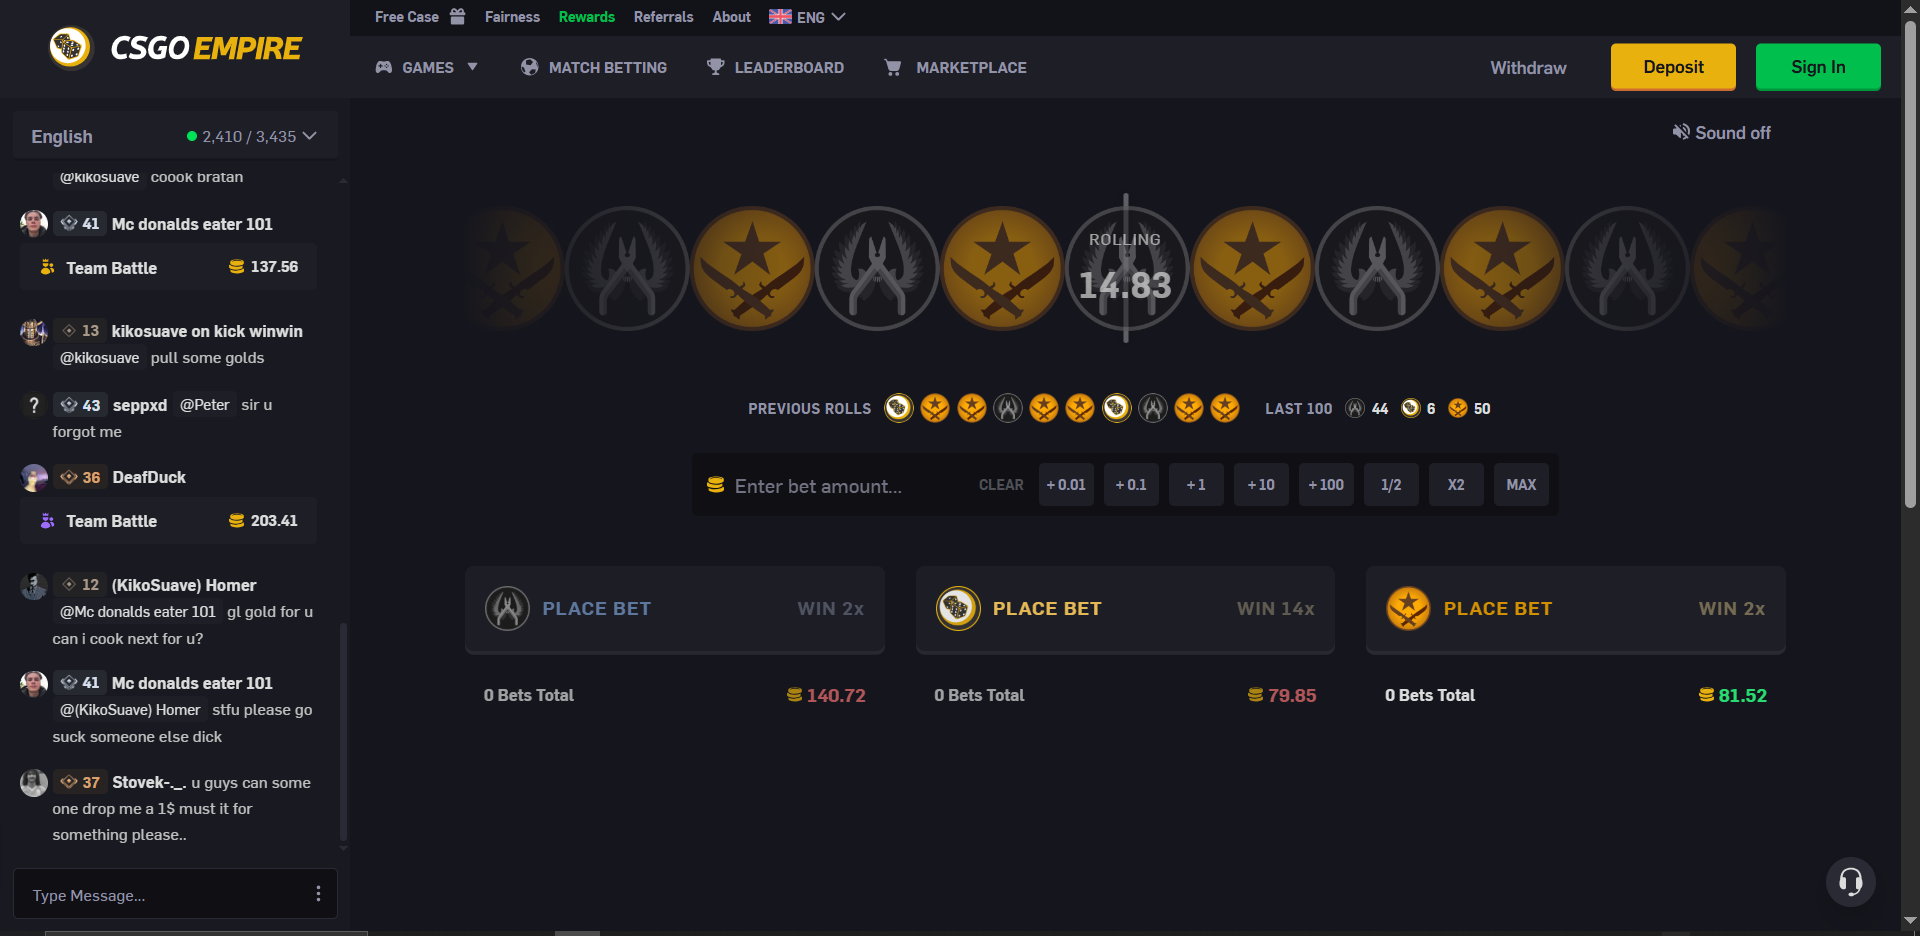 CSGOEMPIRE
Free Case Fairness Rewards Referrals About ENG
GAMES MATCH BETTING LEADERBOARD MARKETPLACE Withdraw Deposit Sign In
English 2,410 / 3,435
@kikosuave coook bratan
41 Mc donalds eater 101
Team Battle 137.56
13 kikosuave on kick winwin
@kikosuave pull some golds
? 43 seppxd @Peter sir u
forgot me
36 DeafDuck
Team Battle 203.41
12 (KikoSuave) Homer
@Mc donalds eater 101 gl gold for u
can i cook next for u?
41 Mc donalds eater 101
@(KikoSuave) Homer stfu please go
suck someone else dick
37 Stovek-._. u guys can some
one drop me a 1$ must it for
something please..
Type Message...
Sound off
ROLLING
14.83
PREVIOUS ROLLS LAST 100 44 6 50
Enter bet amount... CLEAR + 0.01 + 0.1 + 1 + 10 + 100 1/2 X2 MAX
PLACE BET WIN 2x
0 Bets Total 140.72
PLACE BET WIN 14x
0 Bets Total 79.85
PLACE BET WIN 2x
0 Bets Total 81.52